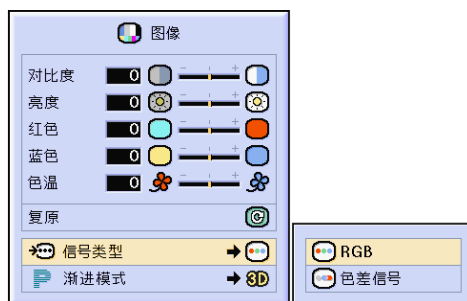 图像
对比度 0
亮度 0
红色 0
蓝色 0
色温 0
复原
信号类型
渐进模式 3D
RGB
色差信号